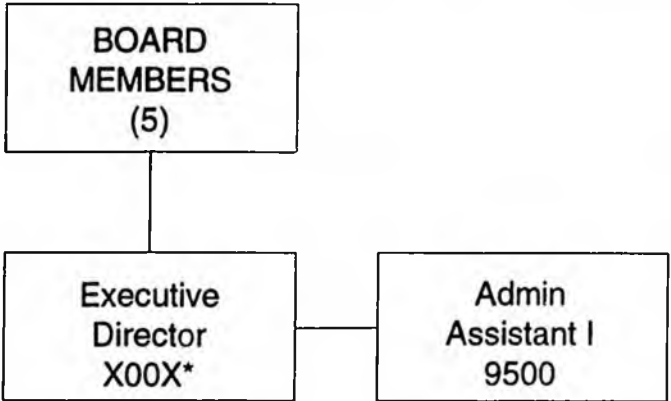 BOARD
MEMBERS
(5)
Executive
Director
X00X*
Admin
Assistant I
9500